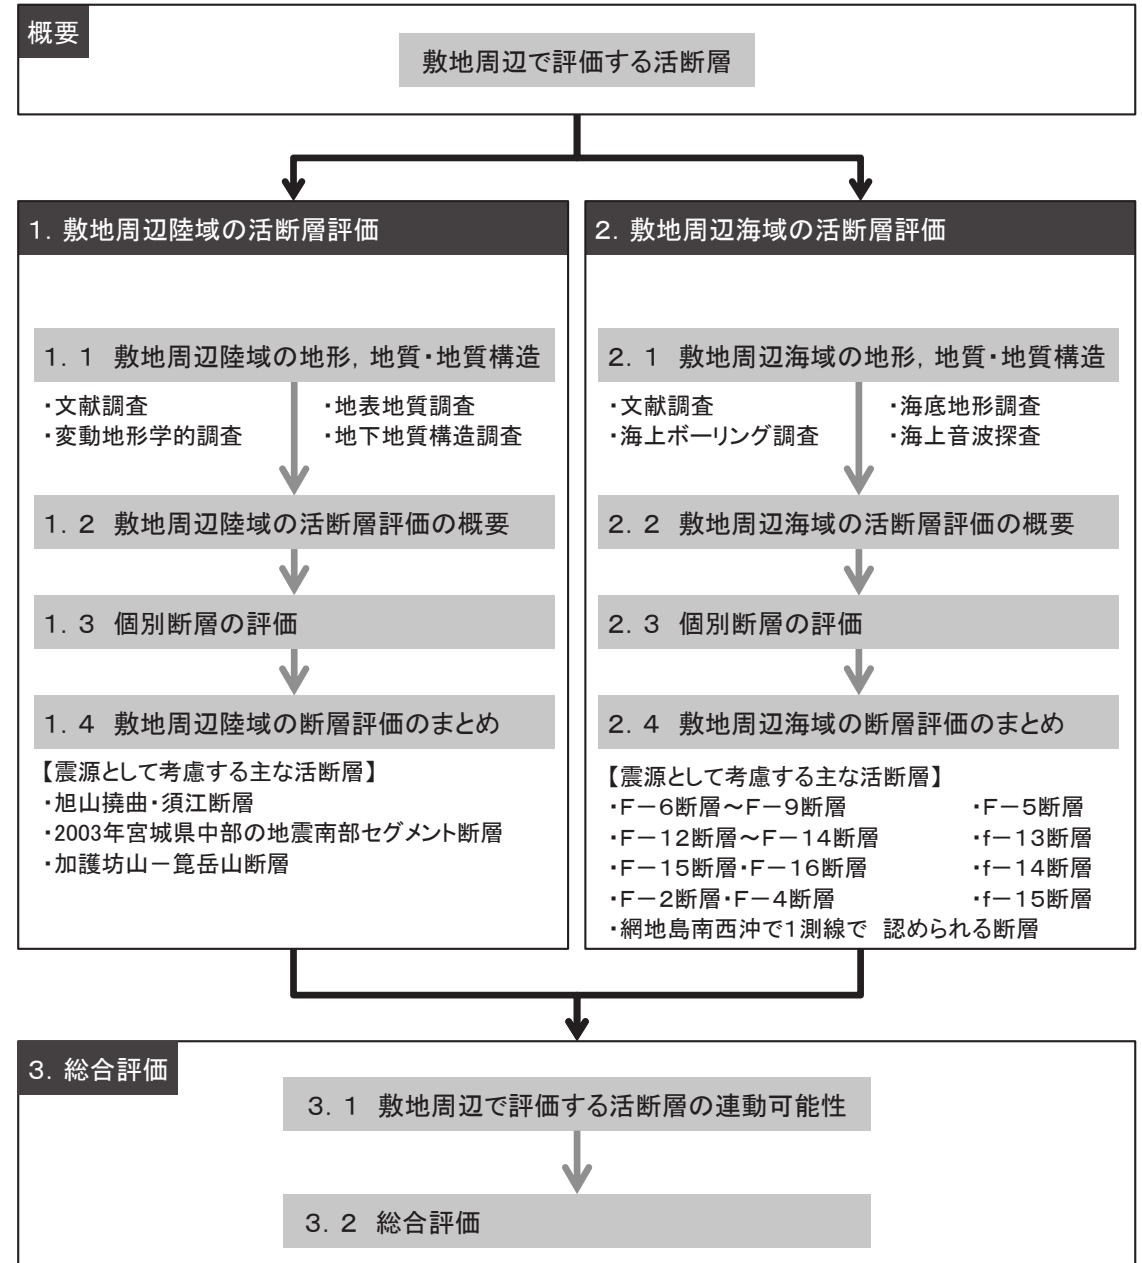 概要
敷地周辺で評価する活断層
1．敷地周辺陸域の活断層評価
1．1　敷地周辺陸域の地形，地質・地質構造
・文献調査
・地表地質調査
・変動地形学的調査
・地下地質構造調査
1．2　敷地周辺陸域の活断層評価の概要
1．3　個別断層の評価
1．4　敷地周辺陸域の断層評価のまとめ
【震源として考慮する主な活断層】
・旭山撓曲・須江断層
・2003年宮城県中部の地震南部セグメント断層
・加護坊山－箟岳山断層
2．敷地周辺海域の活断層評価
2．1　敷地周辺海域の地形，地質・地質構造
・文献調査
・海底地形調査
・海上ボーリング調査
・海上音波探査
2．2　敷地周辺海域の活断層評価の概要
2．3　個別断層の評価
2．4　敷地周辺海域の断層評価のまとめ
【震源として考慮する主な活断層】
・F－6断層～F－9断層
・F－5断層
・F－12断層～F－14断層
・f－13断層
・F－15断層・F－16断層
・f－14断層
・F－2断層・F－4断層
・f－15断層
・網地島南西沖で1測線で　認められる断層
3．総合評価
3．1　敷地周辺で評価する活断層の連動可能性
3．2　総合評価